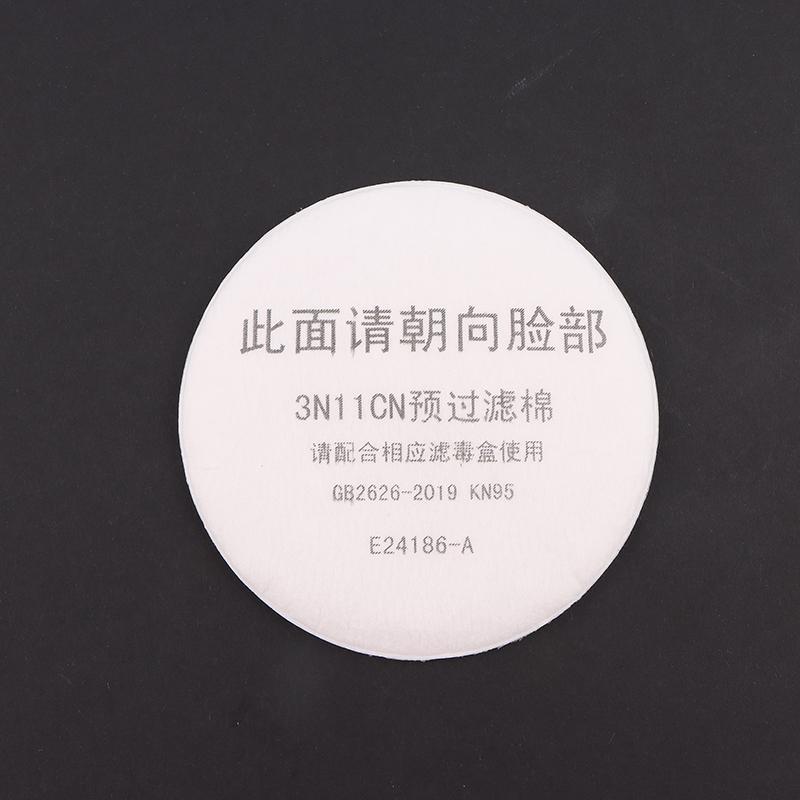 此面请朝向脸部
3N11CN预过滤棉
请配合相应滤毒盒使用
GB2626-2019 KN95
E24186-A